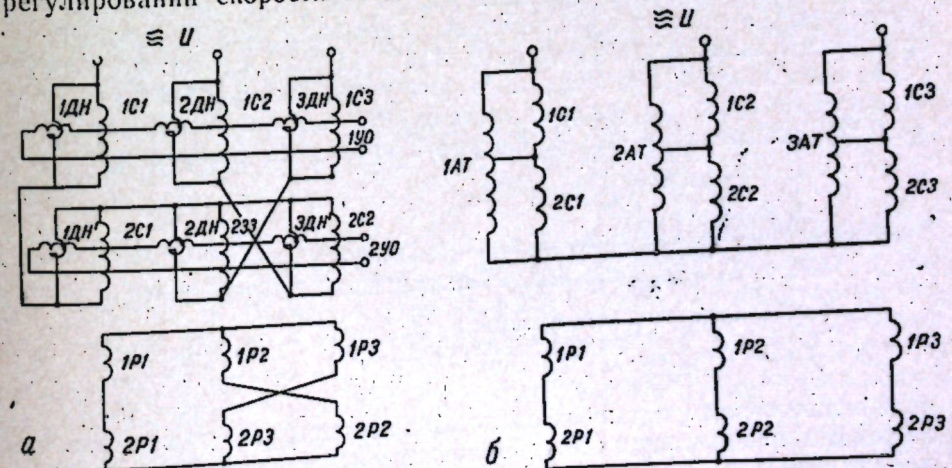 регулировании скорости
≋ U
≋ U
1ДН 1С1 2ДН 1С2 3ДН 1С3
1УО
1ДН' 2С1 2ДН 2З3 3ДН 2С2
2УО
1Р1 1Р2 1Р3
2Р1 2Р3 2Р2
а
1С1 1С2 1С3
1АТ 2АТ 3АТ
2С1 2С2 2С3
1Р1 1Р2 1Р3
2Р1 2Р2 2Р3
б